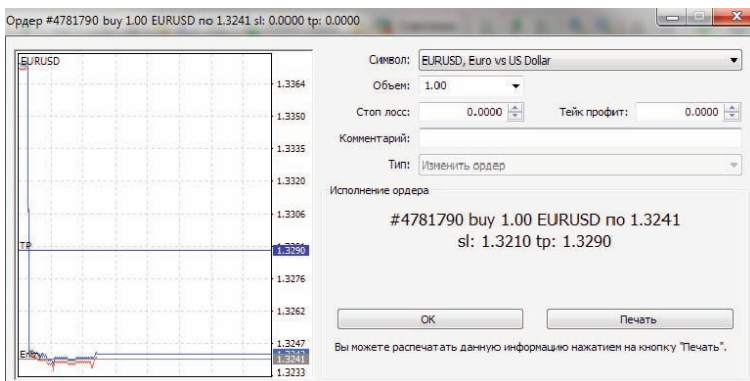 Ордер #4781790 buy 1.00 EURUSD по 1.3241 sl: 0.0000 tp: 0.0000
EURUSD
1.3364
1.3350
1.3335
1.3320
1.3306
TP
1.3290
1.3276
1.3262
1.3247
1.3241
1.3233
Символ: EURUSD, Euro vs US Dollar
Объем: 1.00
Стоп лосс: 0.0000 Тейк профит: 0.0000
Комментарий:
Тип: Изменить ордер
Исполнение ордера
#4781790 buy 1.00 EURUSD по 1.3241
sl: 1.3210 tp: 1.3290
OK Печать
Вы можете распечатать данную информацию нажатием на кнопку "Печать".